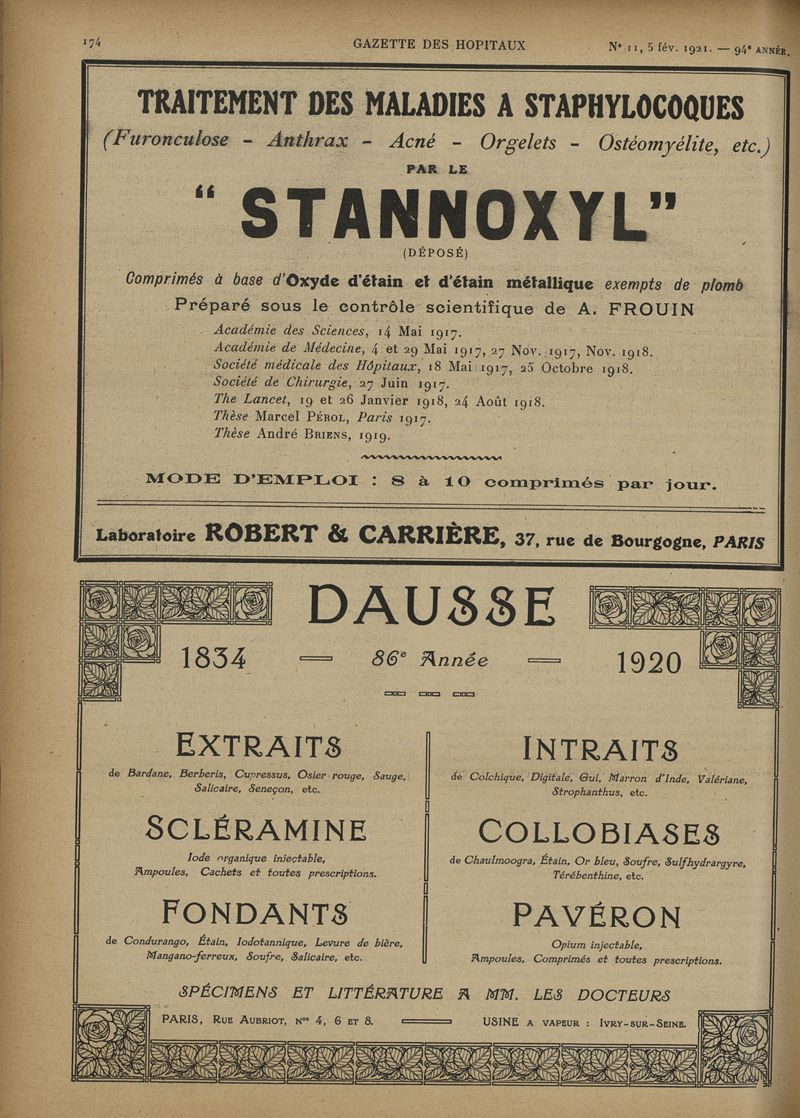 174
GAZETTE DES HOPITAUX
N° 11, 5 fév. 1921. — 94e ANNÉE.
TRAITEMENT DES MALADIES A STAPHYLOCOQUES
(Furonculose - Anthrax - Acné - Orgelets - Ostéomyélite, etc.)
PAR LE
“ STANNOXYL”
(DÉPOSÉ)
Comprimés à base d'Oxyde d'étain et d'étain métallique exempts de plomb
Préparé sous le contrôle scientifique de A. FROUIN
Académie des Sciences, 14 Mai 1917.
Académie de Médecine, 4 et 29 Mai 1917, 27 Nov. 1917, Nov. 1918.
Société médicale des Hôpitaux, 18 Mai 1917, 25 Octobre 1918.
Société de Chirurgie, 27 Juin 1917.
The Lancet, 19 et 26 Janvier 1918, 24 Août 1918.
Thèse Marcel PÉROL, Paris 1917.
Thèse André BRIENS, 1919.
MODE D'EMPLOI : 8 à 10 comprimés par jour.
Laboratoire ROBERT & CARRIÈRE, 37, rue de Bourgogne, PARIS
DAUSSE
1834 — 86e Année — 1920
EXTRAITS
de Bardane, Berberis, Cupressus, Osier rouge, Sauge,
Salicaire, Seneçon, etc.
SCLÉRAMINE
Iode organique injectable,
Ampoules, Cachets et toutes prescriptions.
FONDANTS
de Condurango, Étain, Iodotannique, Levure de bière,
Mangano-ferreux, Soufre, Salicaire, etc.
INTRAITS
de Colchique, Digitale, Gui, Marron d'Inde, Valériane,
Strophanthus, etc.
COLLOBIASES
de Chaulmoogra, Étain, Or bleu, Soufre, Sulfhydrargyre,
Térébenthine, etc.
PAVÉRON
Opium injectable,
Ampoules, Comprimés et toutes prescriptions.
SPÉCIMENS ET LITTÉRATURE A MM. LES DOCTEURS
PARIS, RUE AUBRIOT, Nos 4, 6 ET 8. — USINE A VAPEUR : IVRY-SUR-SEINE.